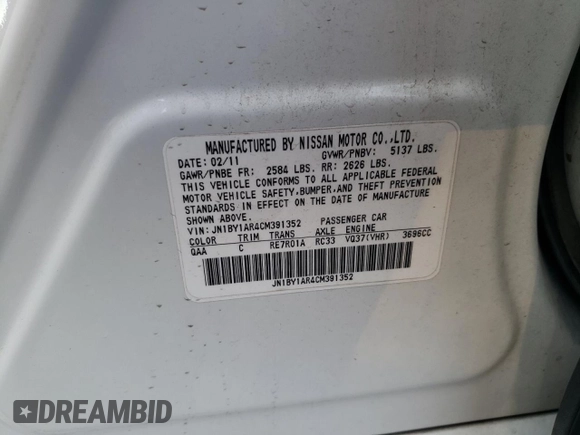 MANUFACTURED BY NISSAN MOTOR CO.,LTD.
DATE: 02/11 GVWR/PNBV: 5137 LBS.
GAWR/PNBE FR: 2584 LBS. RR: 2626 LBS.
THIS VEHICLE CONFORMS TO ALL APPLICABLE FEDERAL
MOTOR VEHICLE SAFETY,BUMPER,AND THEFT PREVENTION
STANDARDS IN EFFECT ON THE DATE OF MANUFACTURE
SHOWN ABOVE.
VIN: JN1BY1AR4CM391352 PASSENGER CAR
COLOR TRIM TRANS AXLE ENGINE
QAA C RE7R01A RC33 VQ37(VHR) 3696CC
JN1BY1AR4CM391352
DREAMBID